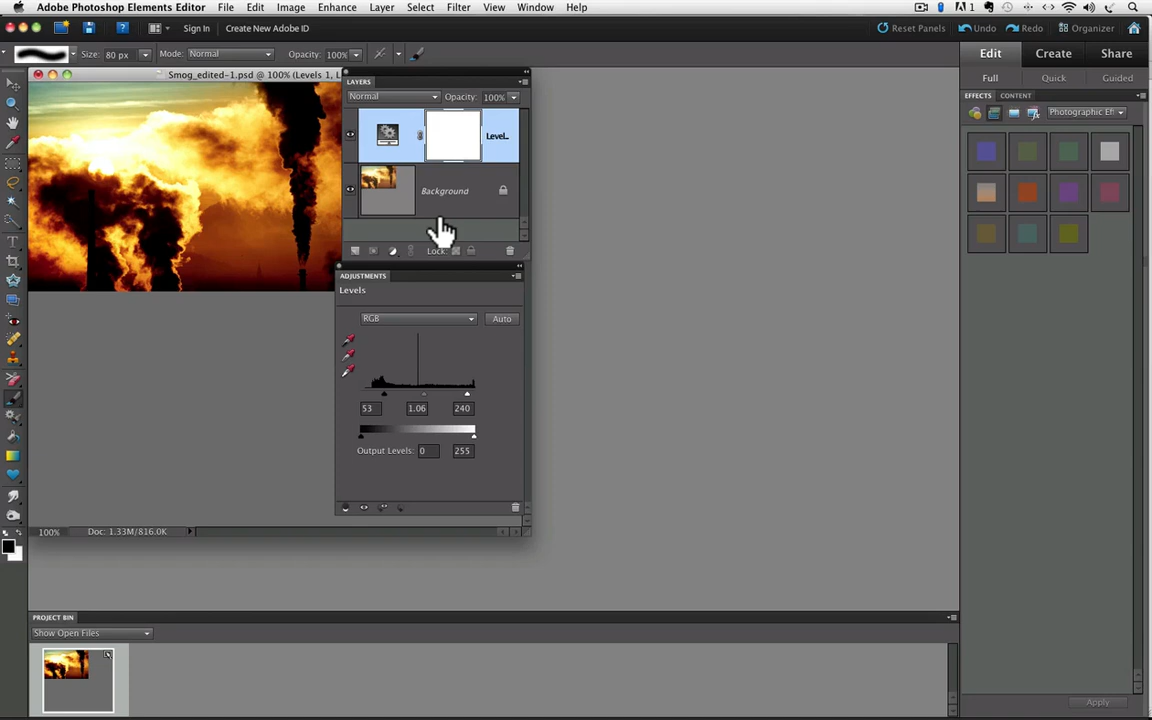 Adobe Photoshop Elements Editor File Edit Image Enhance Layer Select Filter View Window Help 1
Sign In Create New Adobe ID Reset Panels Undo Redo Organizer
Size: 80 px Mode: Normal Opacity: 100% Edit Create Share
Smog_edited-1.psd @ 100% (Levels 1, L
LAYERS
Full Quick Guided
Normal Opacity: 100%
EFFECTS CONTENT
Photographic Eff
Level...
Background
Lock:
ADJUSTMENTS
Levels
RGB Auto
53 1.06 240
Output Levels: 0 255
100% Doc: 1.33M/816.0K
PROJECT BIN
Show Open Files
Apply